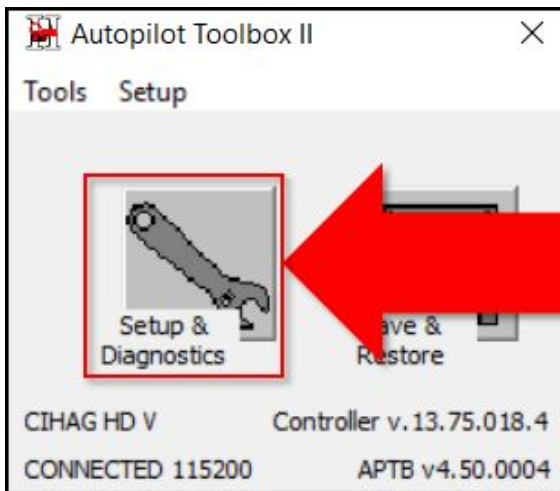 Autopilot Toolbox II
Tools Setup
Setup &
Diagnostics
ave &
Restore
CIHAG HD V Controller v.13.75.018.4
CONNECTED 115200 APTB v4.50.0004